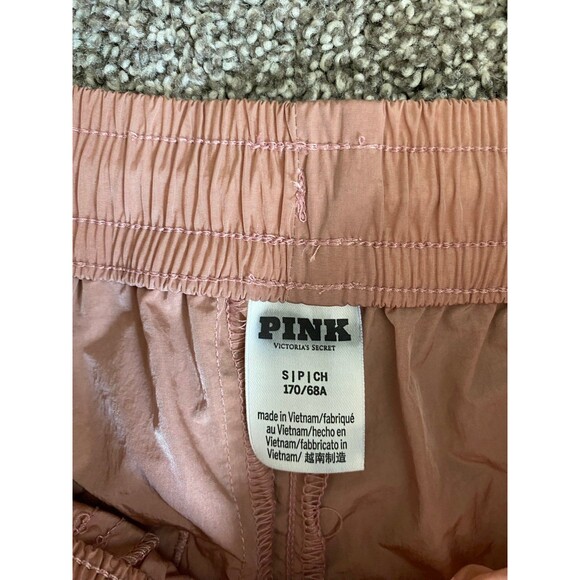 PINK
VICTORIA'S SECRET
S|P|CH
170/68A
made in Vietnam/fabriqué
au Vietnam/hecho en
Vietnam/fabbricato in
Vietnam/ 越南制造